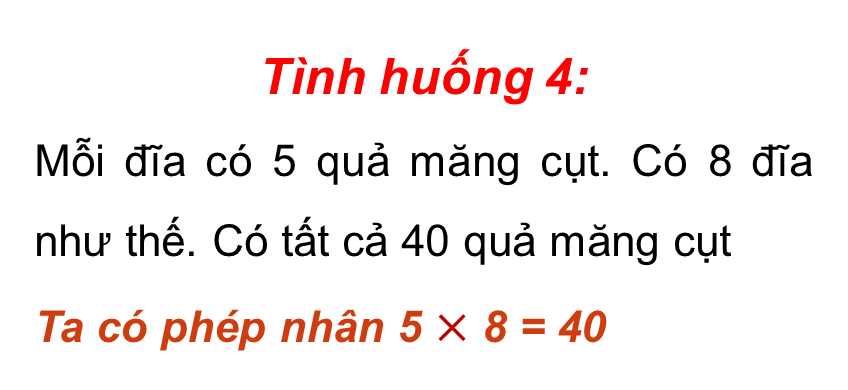 Tình huống 4:
Mỗi đĩa có 5 quả măng cụt. Có 8 đĩa
như thế. Có tất cả 40 quả măng cụt
Ta có phép nhân 5 × 8 = 40